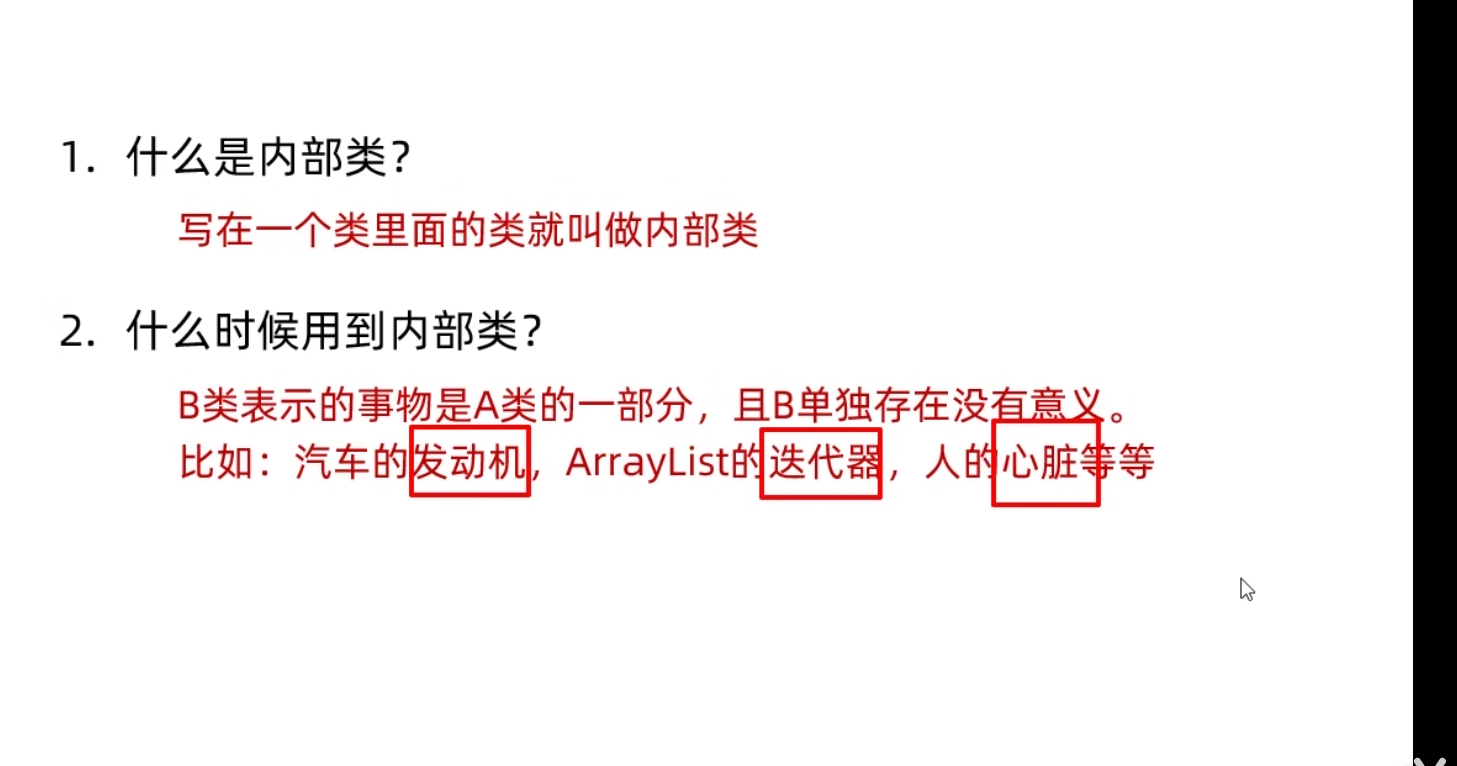 1. 什么是内部类？
写在一个类里面的类就叫做内部类
2. 什么时候用到内部类？
B类表示的事物是A类的一部分，且B单独存在没有意义。
比如：汽车的发动机，ArrayList的迭代器，人的心脏等等